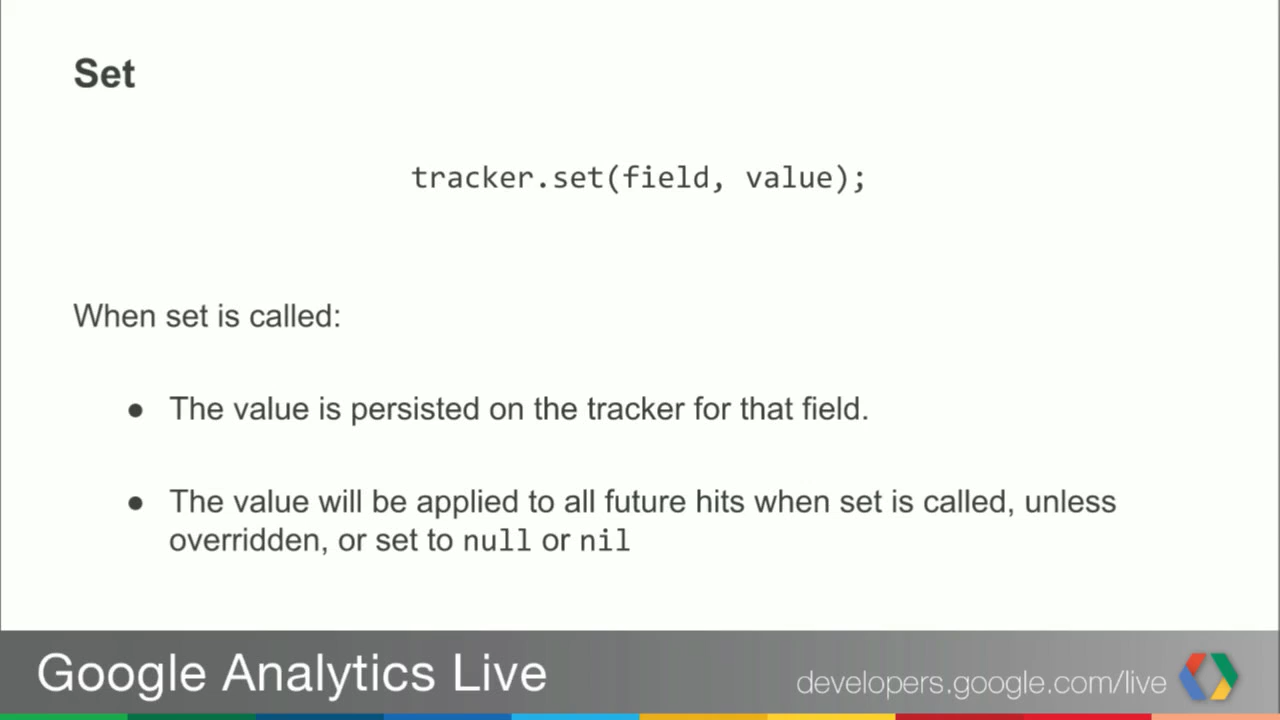 Set
tracker.set(field, value);
When set is called:
● The value is persisted on the tracker for that field.
● The value will be applied to all future hits when set is called, unless
overridden, or set to null or nil
Google Analytics Live
developers.google.com/live